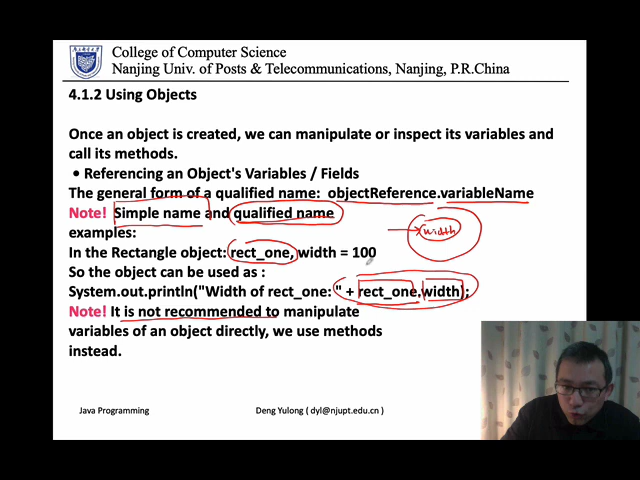 College of Computer Science
Nanjing Univ. of Posts & Telecommunications, Nanjing, P.R.China
4.1.2 Using Objects
Once an object is created, we can manipulate or inspect its variables and
call its methods.
• Referencing an Object's Variables / Fields
The general form of a qualified name: objectReference.variableName
Note! Simple name and qualified name
width
examples:
In the Rectangle object: rect_one, width = 100
So the object can be used as :
System.out.println("Width of rect_one: " + rect_one.width);
Note! It is not recommended to manipulate
variables of an object directly, we use methods
instead.
Java Programming
Deng Yulong ( dyl@njupt.edu.cn )